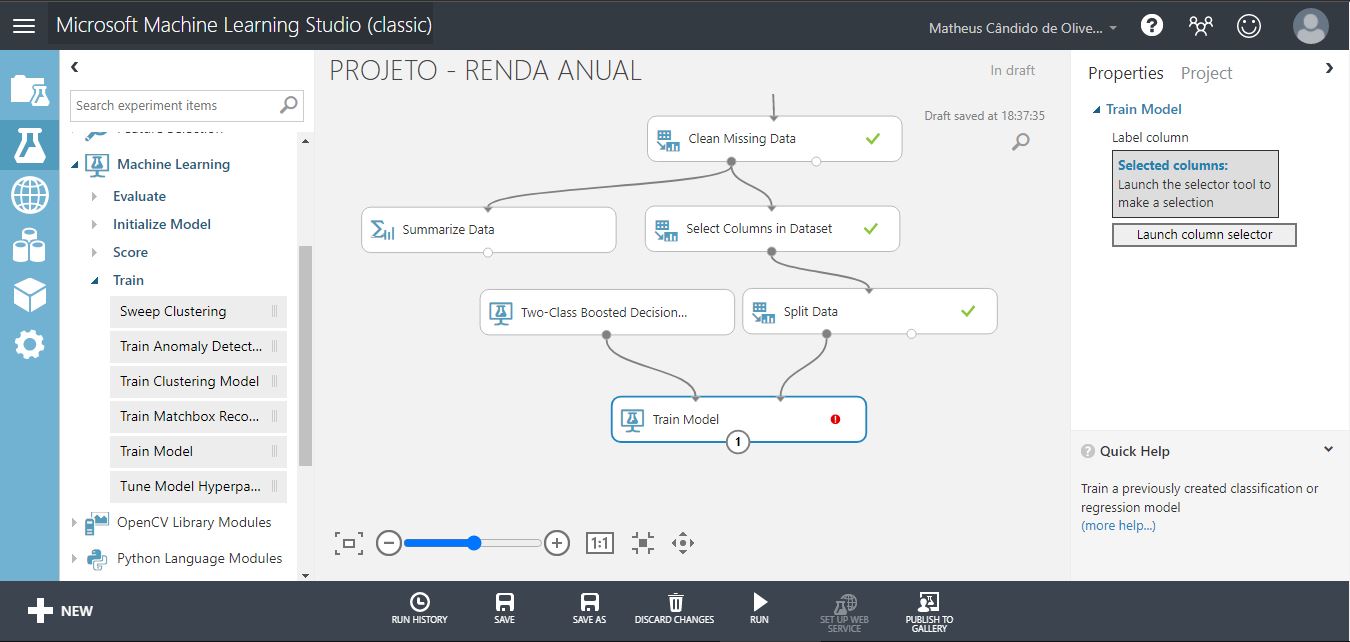 Microsoft Machine Learning Studio (classic)
Matheus Cândido de Olive...
?
PROJETO - RENDA ANUAL
In draft
Draft saved at 18:37:35
Search experiment items
Feature Selection
Machine Learning
Evaluate
Initialize Model
Score
Train
Sweep Clustering
Train Anomaly Detect...
Train Clustering Model
Train Matchbox Reco...
Train Model
Tune Model Hyperpa...
OpenCV Library Modules
Python Language Modules
Clean Missing Data
Summarize Data
Select Columns in Dataset
Two-Class Boosted Decision...
Split Data
Train Model
1
1:1
Properties Project
Train Model
Label column
Selected columns:
Launch the selector tool to
make a selection
Launch column selector
? Quick Help
Train a previously created classification or
regression model
(more help...)
NEW
RUN HISTORY
SAVE
SAVE AS
DISCARD CHANGES
RUN
SET UP WEB
SERVICE
PUBLISH TO
GALLERY